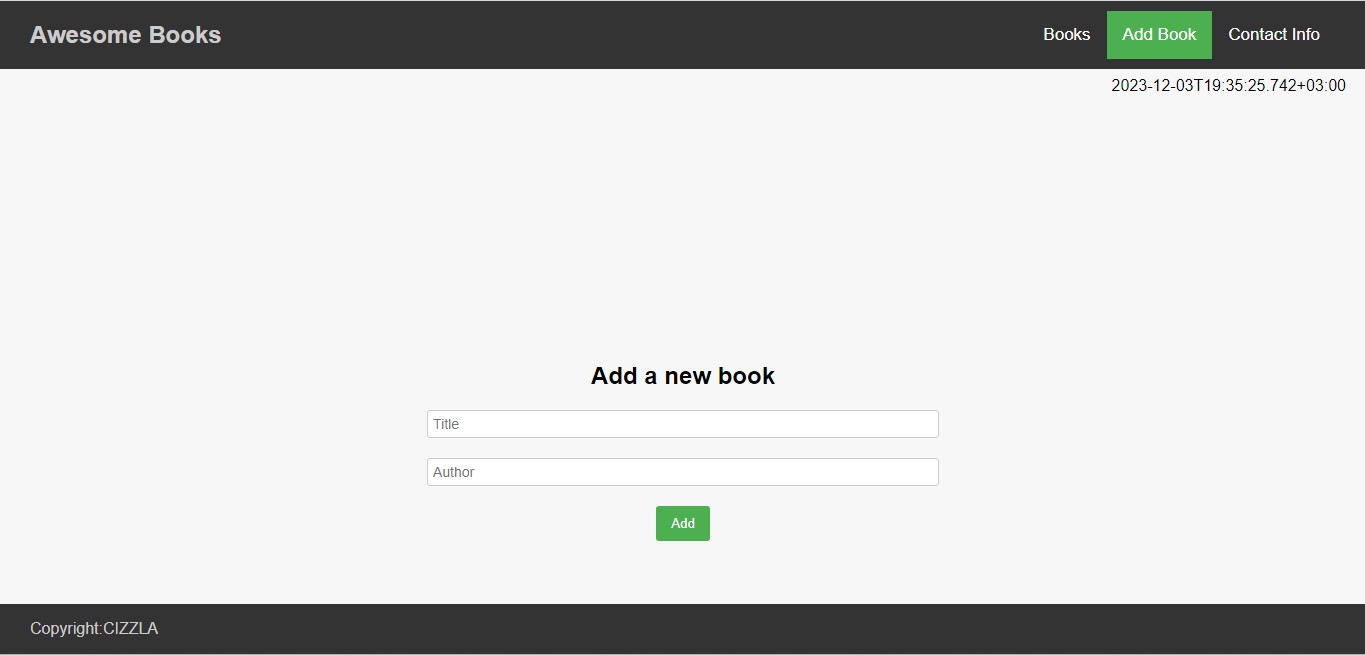 Awesome Books
Books Add Book Contact Info
2023-12-03T19:35:25.742+03:00
Add a new book
Title
Author
Add
Copyright:CIZZLA